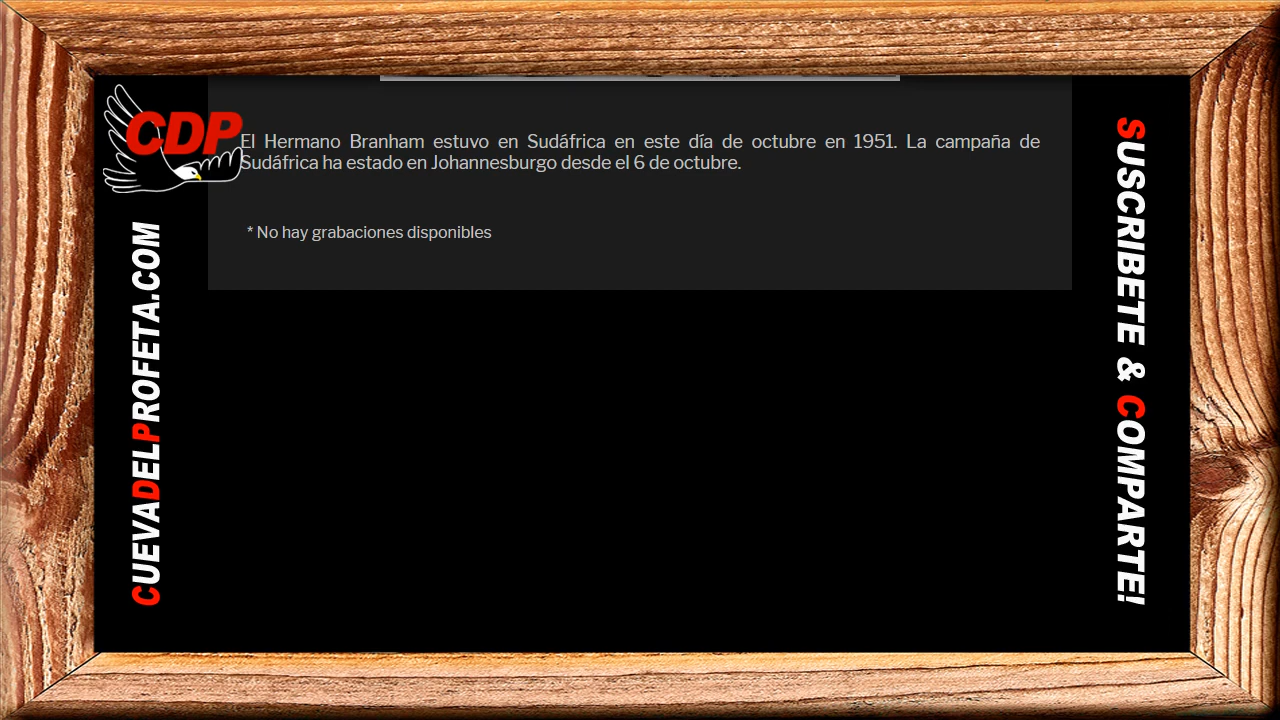 CDP
El Hermano Branham estuvo en Sudáfrica en este día de octubre en 1951. La campaña de
Sudáfrica ha estado en Johannesburgo desde el 6 de octubre.
* No hay grabaciones disponibles
CUEVADELPROFETA.COM
SUSCRIBETE & COMPARTE!